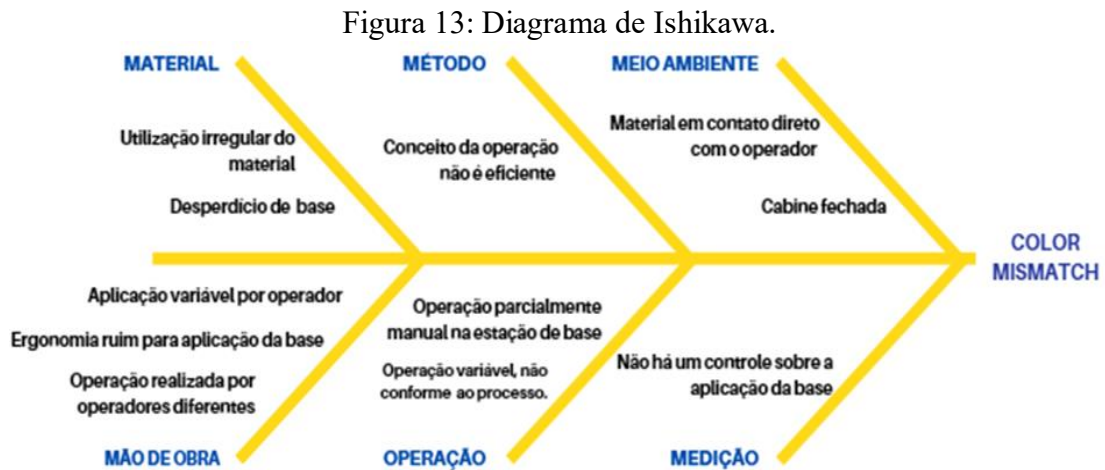 Figura 13: Diagrama de Ishikawa.
MATERIAL
Utilização irregular do
material
Desperdício de base
MÉTODO
Conceito da operação
não é eficiente
MEIO AMBIENTE
Material em contato direto
com o operador
Cabine fechada
COLOR
MISMATCH
Aplicação variável por operador
Ergonomia ruim para aplicação da base
Operação realizada por
operadores diferentes
MÃO DE OBRA
Operação parcialmente
manual na estação de base
Operação variável, não
conforme ao processo.
OPERAÇÃO
Não há um controle sobre a
aplicação da base
MEDIÇÃO